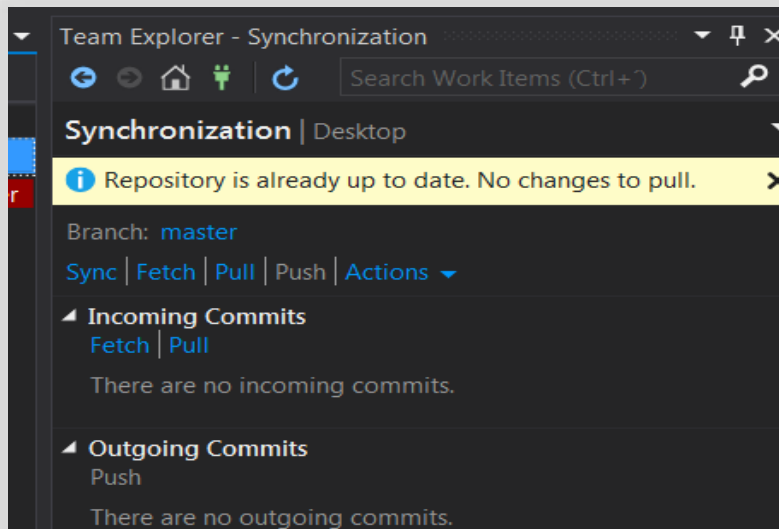 Team Explorer - Synchronization
Search Work Items (Ctrl+´)
Synchronization | Desktop
Repository is already up to date. No changes to pull.
r
Branch: master
Sync | Fetch | Pull | Push | Actions
Incoming Commits
Fetch | Pull
There are no incoming commits.
Outgoing Commits
Push
There are no outgoing commits.